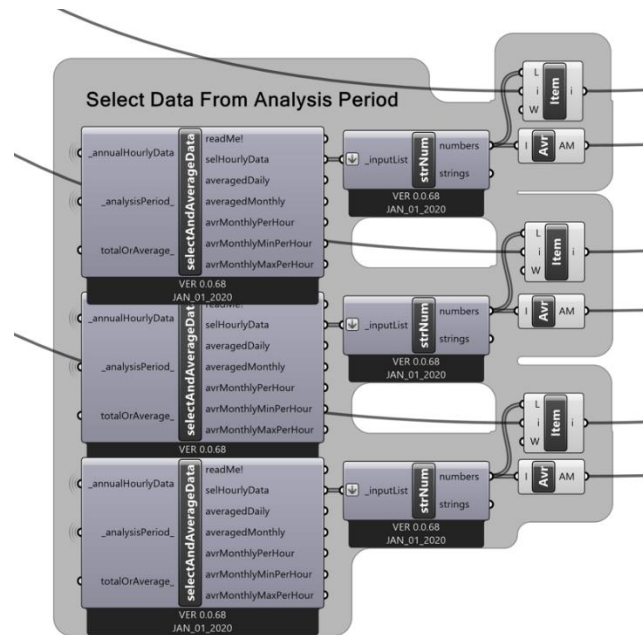 Select Data From Analysis Period
_annualHourlyData
_analysisPeriod_
totalOrAverage_
selectAndAverageData
readMe!
selHourlyData
averagedDaily
averagedMonthly
avrMonthlyPerHour
avrMonthlyMinPerHour
avrMonthlyMaxPerHour
VER 0.0.68
JAN_01_2020
_inputList
strNum
numbers
strings
VER 0.0.68
JAN_01_2020
L
i
W
Item
i
I
Avr
AM
_annualHourlyData
_analysisPeriod_
totalOrAverage_
selectAndAverageData
readMe!
selHourlyData
averagedDaily
averagedMonthly
avrMonthlyPerHour
avrMonthlyMinPerHour
avrMonthlyMaxPerHour
VER 0.0.68
_inputList
strNum
numbers
strings
VER 0.0.68
JAN_01_2020
L
i
W
Item
i
I
Avr
AM
_annualHourlyData
_analysisPeriod_
totalOrAverage_
selectAndAverageData
readMe!
selHourlyData
averagedDaily
averagedMonthly
avrMonthlyPerHour
avrMonthlyMinPerHour
avrMonthlyMaxPerHour
VER 0.0.68
JAN_01_2020
_inputList
strNum
numbers
strings
VER 0.0.68
JAN_01_2020
L
i
W
Item
i
I
Avr
AM